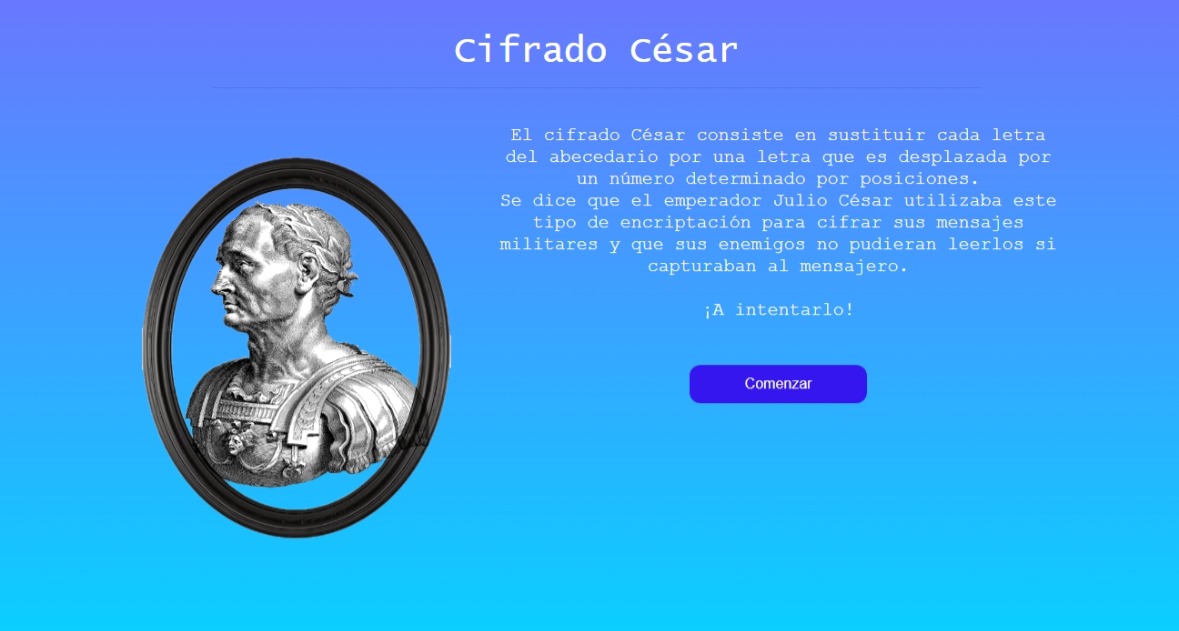 Cifrado César
El cifrado César consiste en sustituir cada letra
del abecedario por una letra que es desplazada por
un número determinado por posiciones.
Se dice que el emperador Julio César utilizaba este
tipo de encriptación para cifrar sus mensajes
militares y que sus enemigos no pudieran leerlos si
capturaban al mensajero.
¡A intentarlo!
Comenzar